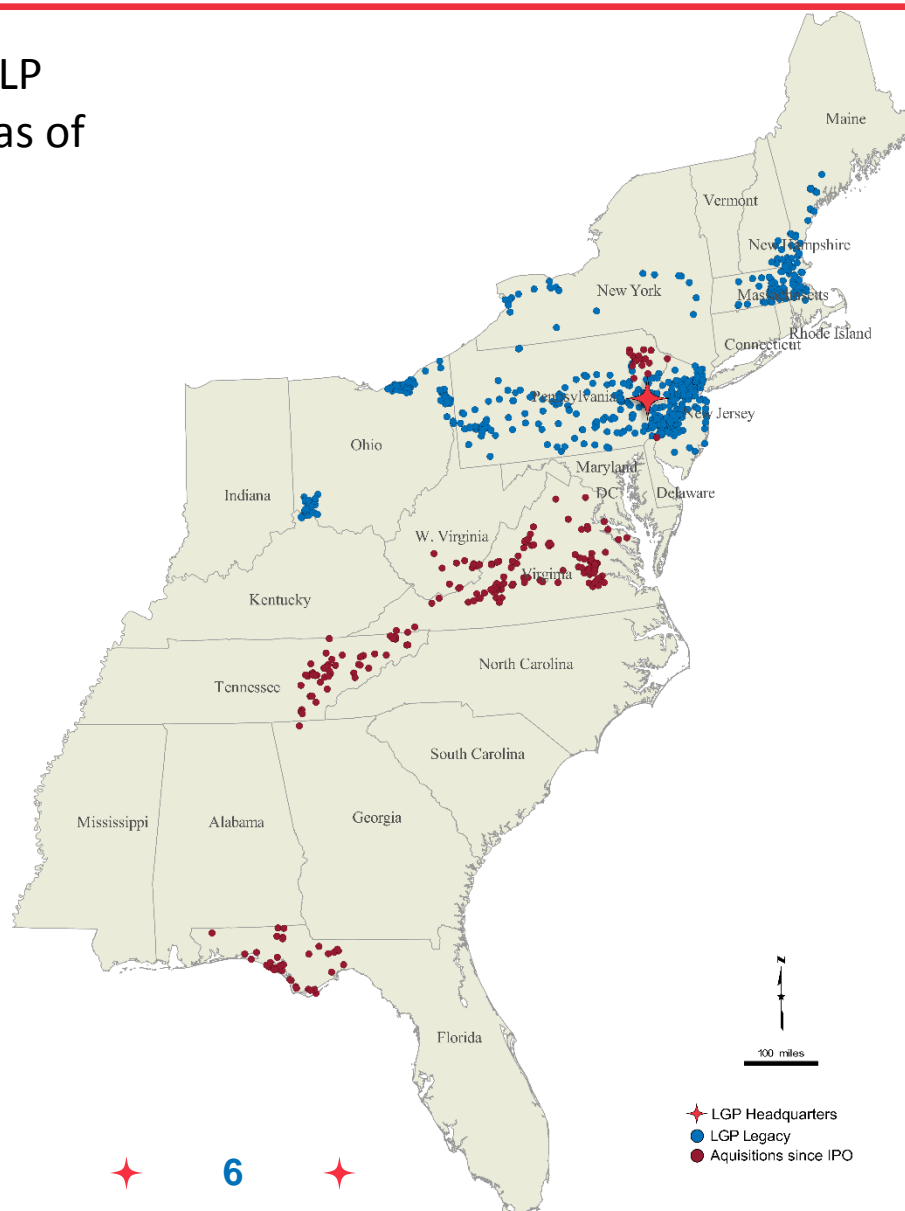 LP
as of
Maine
Vermont
New Hampshire
New York
Massachusetts
Rhode Island
Connecticut
Pennsylvania
New Jersey
Ohio
Maryland
Indiana
DC
Delaware
W. Virginia
Virginia
Kentucky
North Carolina
Tennessee
South Carolina
Georgia
Mississippi
Alabama
N
Florida
100 miles
LGP Headquarters
LGP Legacy
Aquisitions since IPO
6